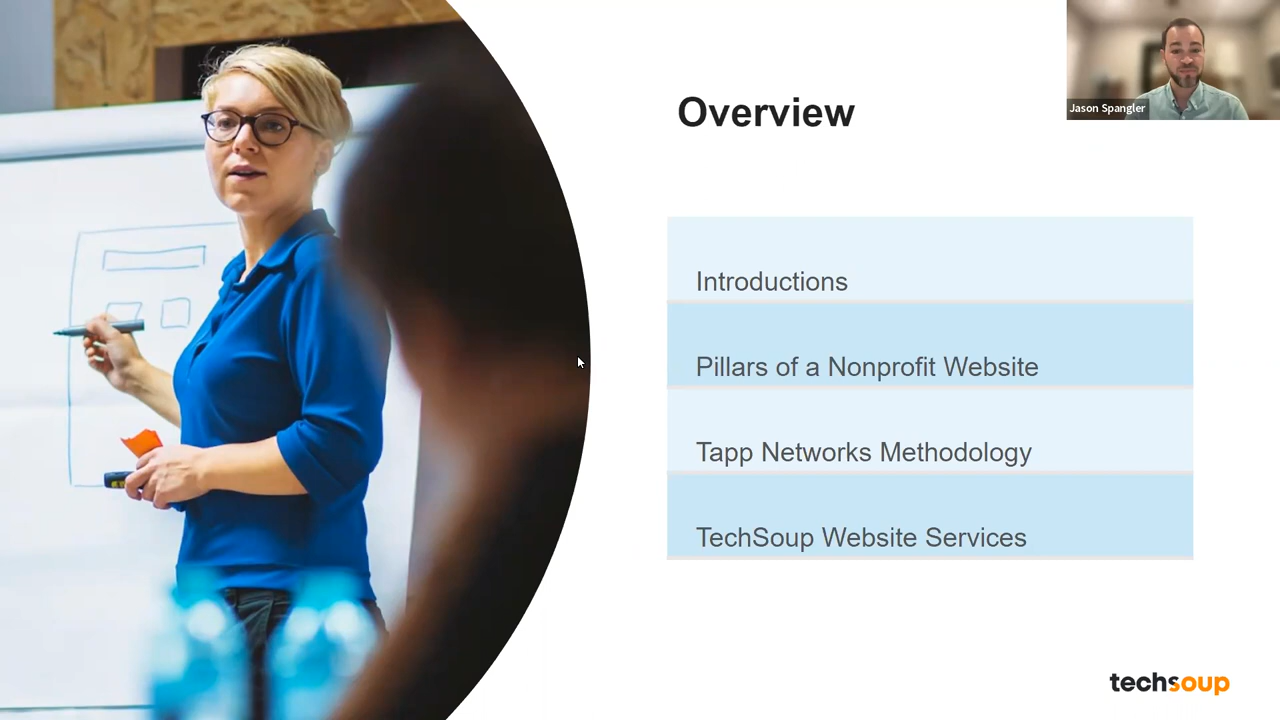 Overview
Jason Spangler
Introductions
Pillars of a Nonprofit Website
Tapp Networks Methodology
TechSoup Website Services
techsoup